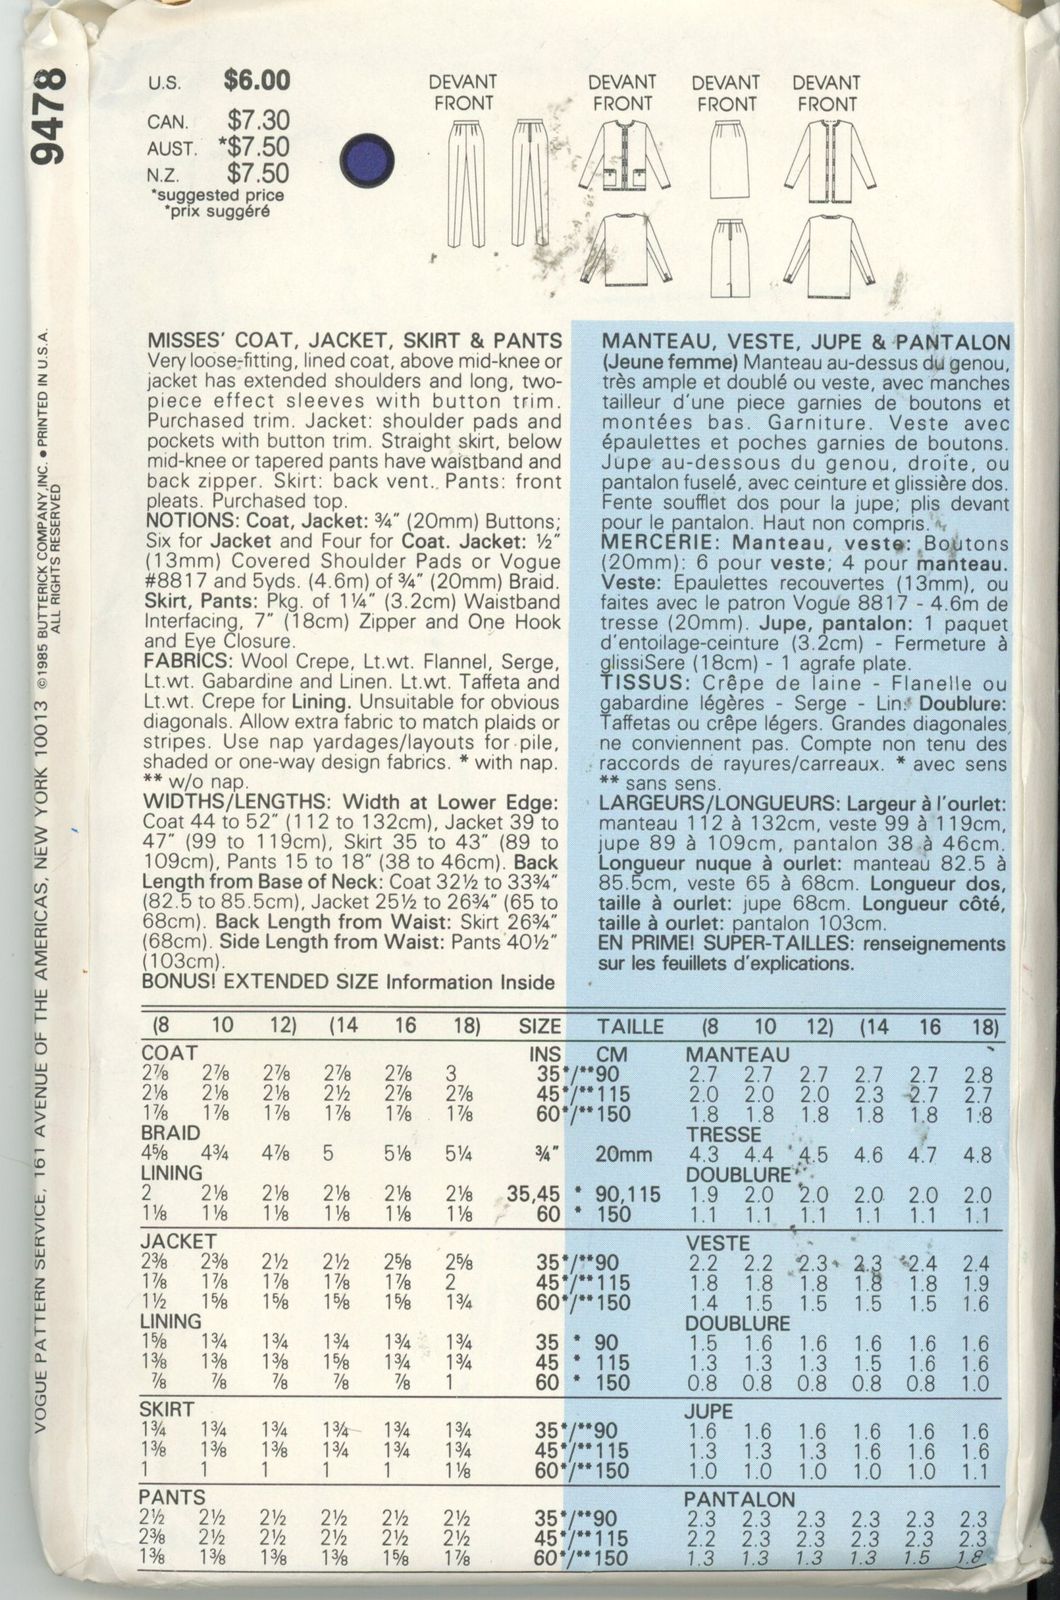 9478
U.S. $6.00
CAN. $7.30
AUST. *$7.50
N.Z. $7.50
*suggested price
*prix suggéré
DEVANT
FRONT
DEVANT
FRONT
DEVANT
FRONT
DEVANT
FRONT
VOGUE PATTERN SERVICE, 161 AVENUE OF THE AMERICAS, NEW YORK 10013 ©1985 BUTTERICK COMPANY, INC. ● PRINTED IN U.S.A.
ALL RIGHTS RESERVED
MISSES' COAT, JACKET, SKIRT & PANTS
Very loose-fitting, lined coat, above mid-knee or
jacket has extended shoulders and long, two-
piece effect sleeves with button trim.
Purchased trim. Jacket: shoulder pads and
pockets with button trim. Straight skirt, below
mid-knee or tapered pants have waistband and
back zipper. Skirt: back vent. Pants: front
pleats. Purchased top.
NOTIONS: Coat, Jacket: ¾" (20mm) Buttons;
Six for Jacket and Four for Coat. Jacket: ½"
(13mm) Covered Shoulder Pads or Vogue
#8817 and 5yds. (4.6m) of ¾" (20mm) Braid.
Skirt, Pants: Pkg. of 1¼" (3.2cm) Waistband
Interfacing, 7" (18cm) Zipper and One Hook
and Eye Closure.
FABRICS: Wool Crepe, Lt.wt. Flannel, Serge,
Lt.wt. Gabardine and Linen. Lt.wt. Taffeta and
Lt.wt. Crepe for Lining. Unsuitable for obvious
diagonals. Allow extra fabric to match plaids or
stripes. Use nap yardages/layouts for pile,
shaded or one-way design fabrics. * with nap.
** w/o nap.
WIDTHS/LENGTHS: Width at Lower Edge:
Coat 44 to 52" (112 to 132cm), Jacket 39 to
47" (99 to 119cm), Skirt 35 to 43" (89 to
109cm), Pants 15 to 18" (38 to 46cm). Back
Length from Base of Neck: Coat 32½ to 33¾"
(82.5 to 85.5cm), Jacket 25½ to 26¾" (65 to
68cm). Back Length from Waist: Skirt 26¾"
(68cm). Side Length from Waist: Pants 40½"
(103cm).
BONUS! EXTENDED SIZE Information Inside
MANTEAU, VESTE, JUPE & PANTALON
(Jeune femme) Manteau au-dessus du genou,
très ample et doublé ou veste, avec manches
tailleur d'une piece garnies de boutons et
montées bas. Garniture. Veste avec
épaulettes et poches garnies de boutons.
Jupe au-dessous du genou, droite, ou
pantalon fuselé, avec ceinture et glissière dos.
Fente soufflet dos pour la jupe; plis devant
pour le pantalon. Haut non compris.
MERCERIE: Manteau, veste: Boutons
(20mm): 6 pour veste; 4 pour manteau.
Veste: Epaulettes recouvertes (13mm), ou
faites avec le patron Vogue 8817 - 4.6m de
tresse (20mm). Jupe, pantalon: 1 paquet
d'entoilage-ceinture (3.2cm) - Fermeture à
glissiSere (18cm) - 1 agrafe plate.
TISSUS: Crêpe de laine - Flanelle ou
gabardine légères - Serge - Lin. Doublure:
Taffetas ou crêpe légers. Grandes diagonales
ne conviennent pas. Compte non tenu des
raccords de rayures/carreaux. * avec sens
** sans sens.
LARGEURS/LONGUEURS: Largeur à l'ourlet:
manteau 112 à 132cm, veste 99 à 119cm,
jupe 89 à 109cm, pantalon 38 à 46cm.
Longueur nuque à ourlet: manteau 82.5 à
85.5cm, veste 65 à 68cm. Longueur dos,
taille à ourlet: jupe 68cm. Longueur côté,
taille à ourlet: pantalon 103cm.
EN PRIME! SUPER-TAILLES: renseignements
sur les feuillets d'explications.
(8 10 12) (14 16 18) SIZE TAILLE (8 10 12) (14 16 18)
COAT INS CM MANTEAU
2⅞ 2⅞ 2⅞ 2⅞ 2⅞ 3 35*/**90 2.7 2.7 2.7 2.7 2.7 2.8
2⅛ 2⅛ 2⅛ 2½ 2⅞ 2⅞ 45*/**115 2.0 2.0 2.0 2.3 2.7 2.7
1⅞ 1⅞ 1⅞ 1⅞ 1⅞ 1⅞ 60*/**150 1.8 1.8 1.8 1.8 1.8 1.8
BRAID TRESSE
4⅝ 4¾ 4⅞ 5 5⅛ 5¼ ¾" 20mm 4.3 4.4 4.5 4.6 4.7 4.8
LINING DOUBLURE
2 2⅛ 2⅛ 2⅛ 2⅛ 2⅛ 35,45 * 90,115 1.9 2.0 2.0 2.0 2.0 2.0
1⅛ 1⅛ 1⅛ 1⅛ 1⅛ 1⅛ 60 * 150 1.1 1.1 1.1 1.1 1.1 1.1
JACKET VESTE
2⅜ 2⅜ 2½ 2½ 2⅝ 2⅝ 35*/**90 2.2 2.2 2.3 2.3 2.4 2.4
1⅞ 1⅞ 1⅞ 1⅞ 1⅞ 2 45*/**115 1.8 1.8 1.8 1.8 1.8 1.9
1½ 1⅝ 1⅝ 1⅝ 1⅝ 1¾ 60*/**150 1.4 1.5 1.5 1.5 1.5 1.6
LINING DOUBLURE
1⅝ 1¾ 1¾ 1¾ 1¾ 1¾ 35 * 90 1.5 1.6 1.6 1.6 1.6 1.6
1⅜ 1⅜ 1⅜ 1⅝ 1¾ 1¾ 45 * 115 1.3 1.3 1.3 1.5 1.6 1.6
⅞ ⅞ ⅞ ⅞ ⅞ 1 60 * 150 0.8 0.8 0.8 0.8 0.8 1.0
SKIRT JUPE
1¾ 1¾ 1¾ 1¾ 1¾ 1¾ 35*/**90 1.6 1.6 1.6 1.6 1.6 1.6
1⅜ 1⅜ 1⅜ 1¾ 1¾ 1¾ 45*/**115 1.3 1.3 1.3 1.6 1.6 1.6
1 1 1 1 1 1⅛ 60*/**150 1.0 1.0 1.0 1.0 1.0 1.1
PANTS PANTALON
2½ 2½ 2½ 2½ 2½ 2½ 35*/**90 2.3 2.3 2.3 2.3 2.3 2.3
2⅜ 2½ 2½ 2½ 2½ 2½ 45*/**115 2.2 2.3 2.3 2.3 2.3 2.3
1⅜ 1⅜ 1⅜ 1⅜ 1⅝ 1⅞ 60*/**150 1.3 1.3 1.3 1.3 1.5 1.8